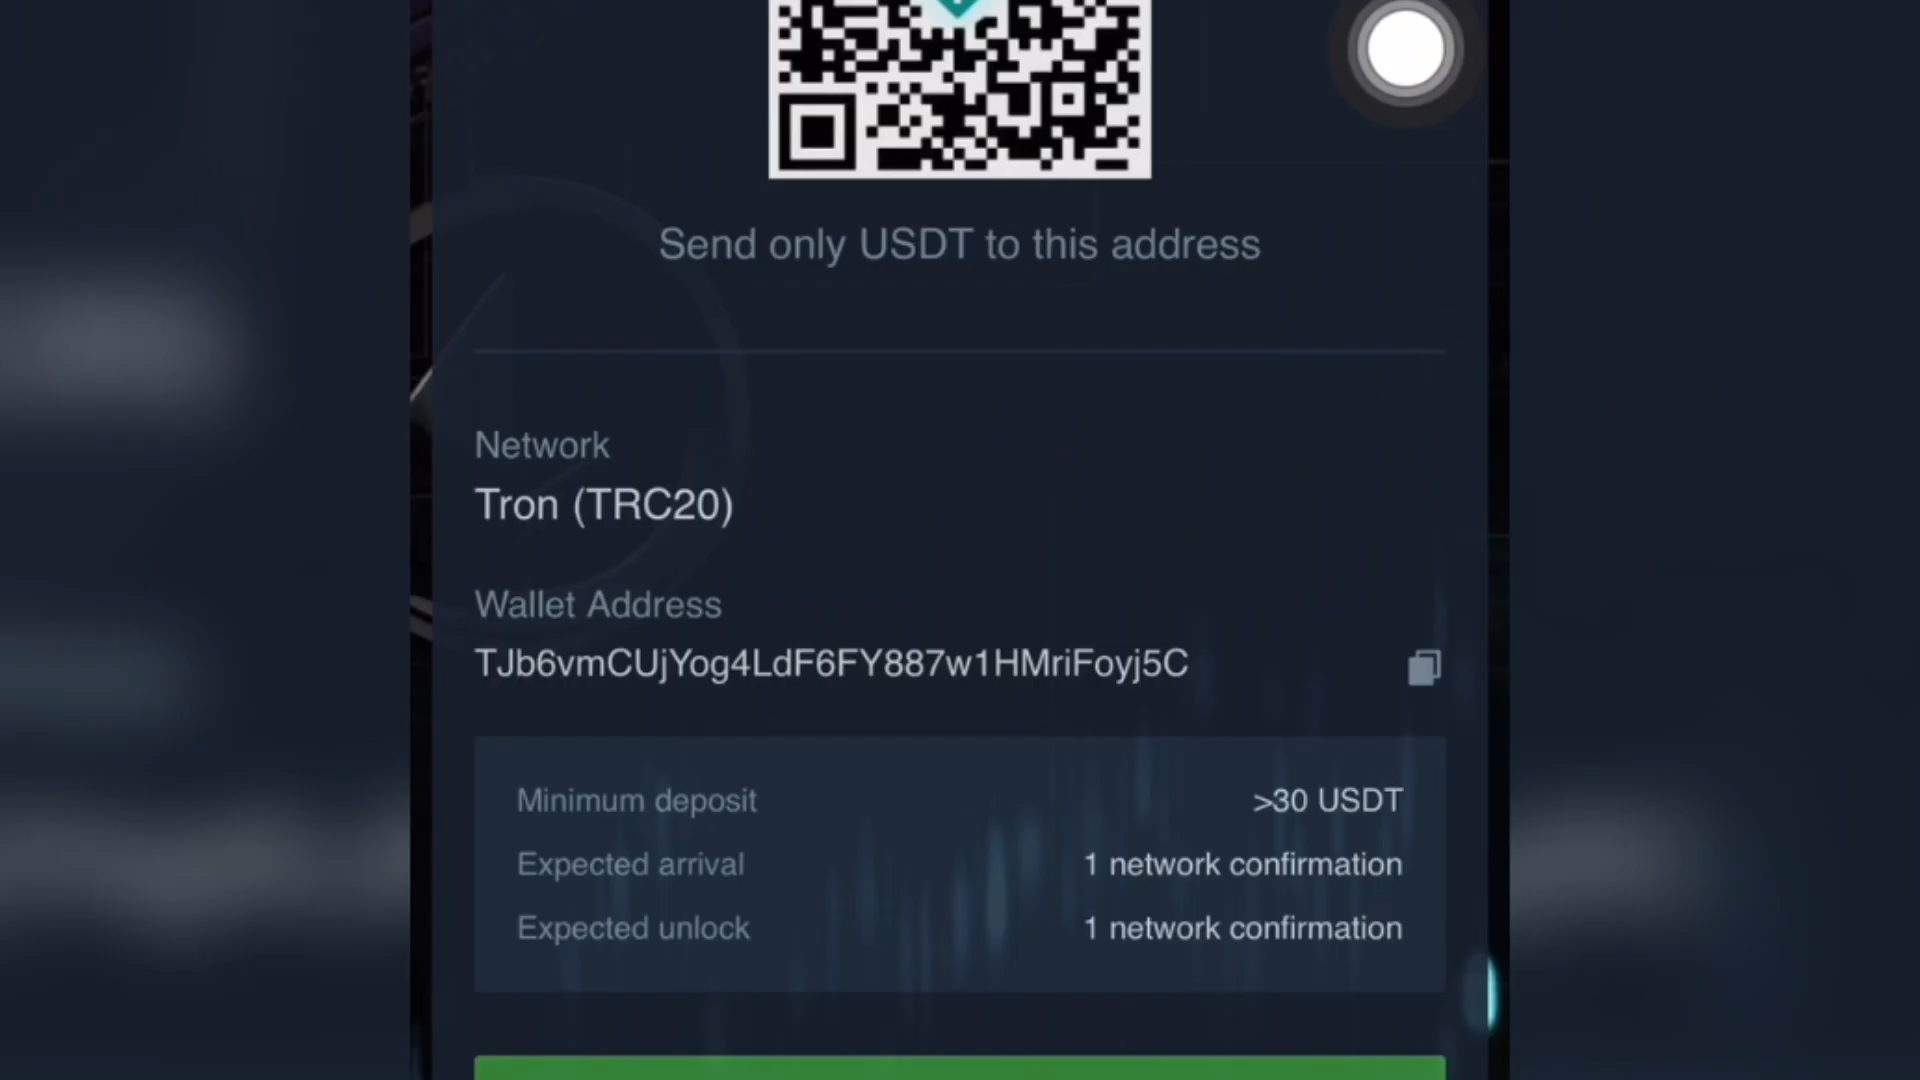 Send only USDT to this address
Network
Tron (TRC20)
Wallet Address
TJb6vmCUjYog4LdF6FY887w1HMriFoyj5C
Minimum deposit >30 USDT
Expected arrival 1 network confirmation
Expected unlock 1 network confirmation